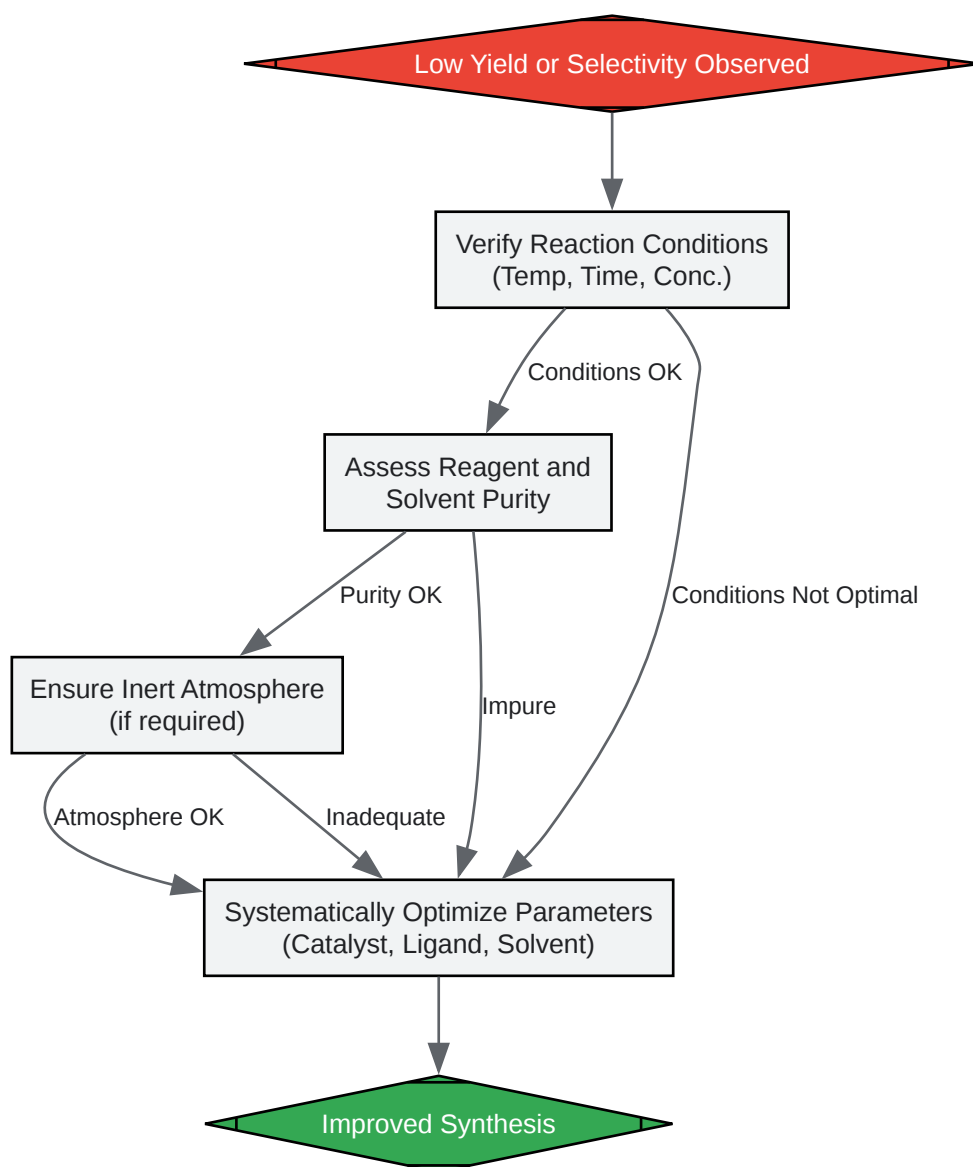 Low Yield or Selectivity Observed
Verify Reaction Conditions
(Temp, Time, Conc.)
Conditions OK
Assess Reagent and
Solvent Purity
Purity OK
Conditions Not Optimal
Ensure Inert Atmosphere
(if required)
Impure
Atmosphere OK
Inadequate
Systematically Optimize Parameters
(Catalyst, Ligand, Solvent)
Improved Synthesis